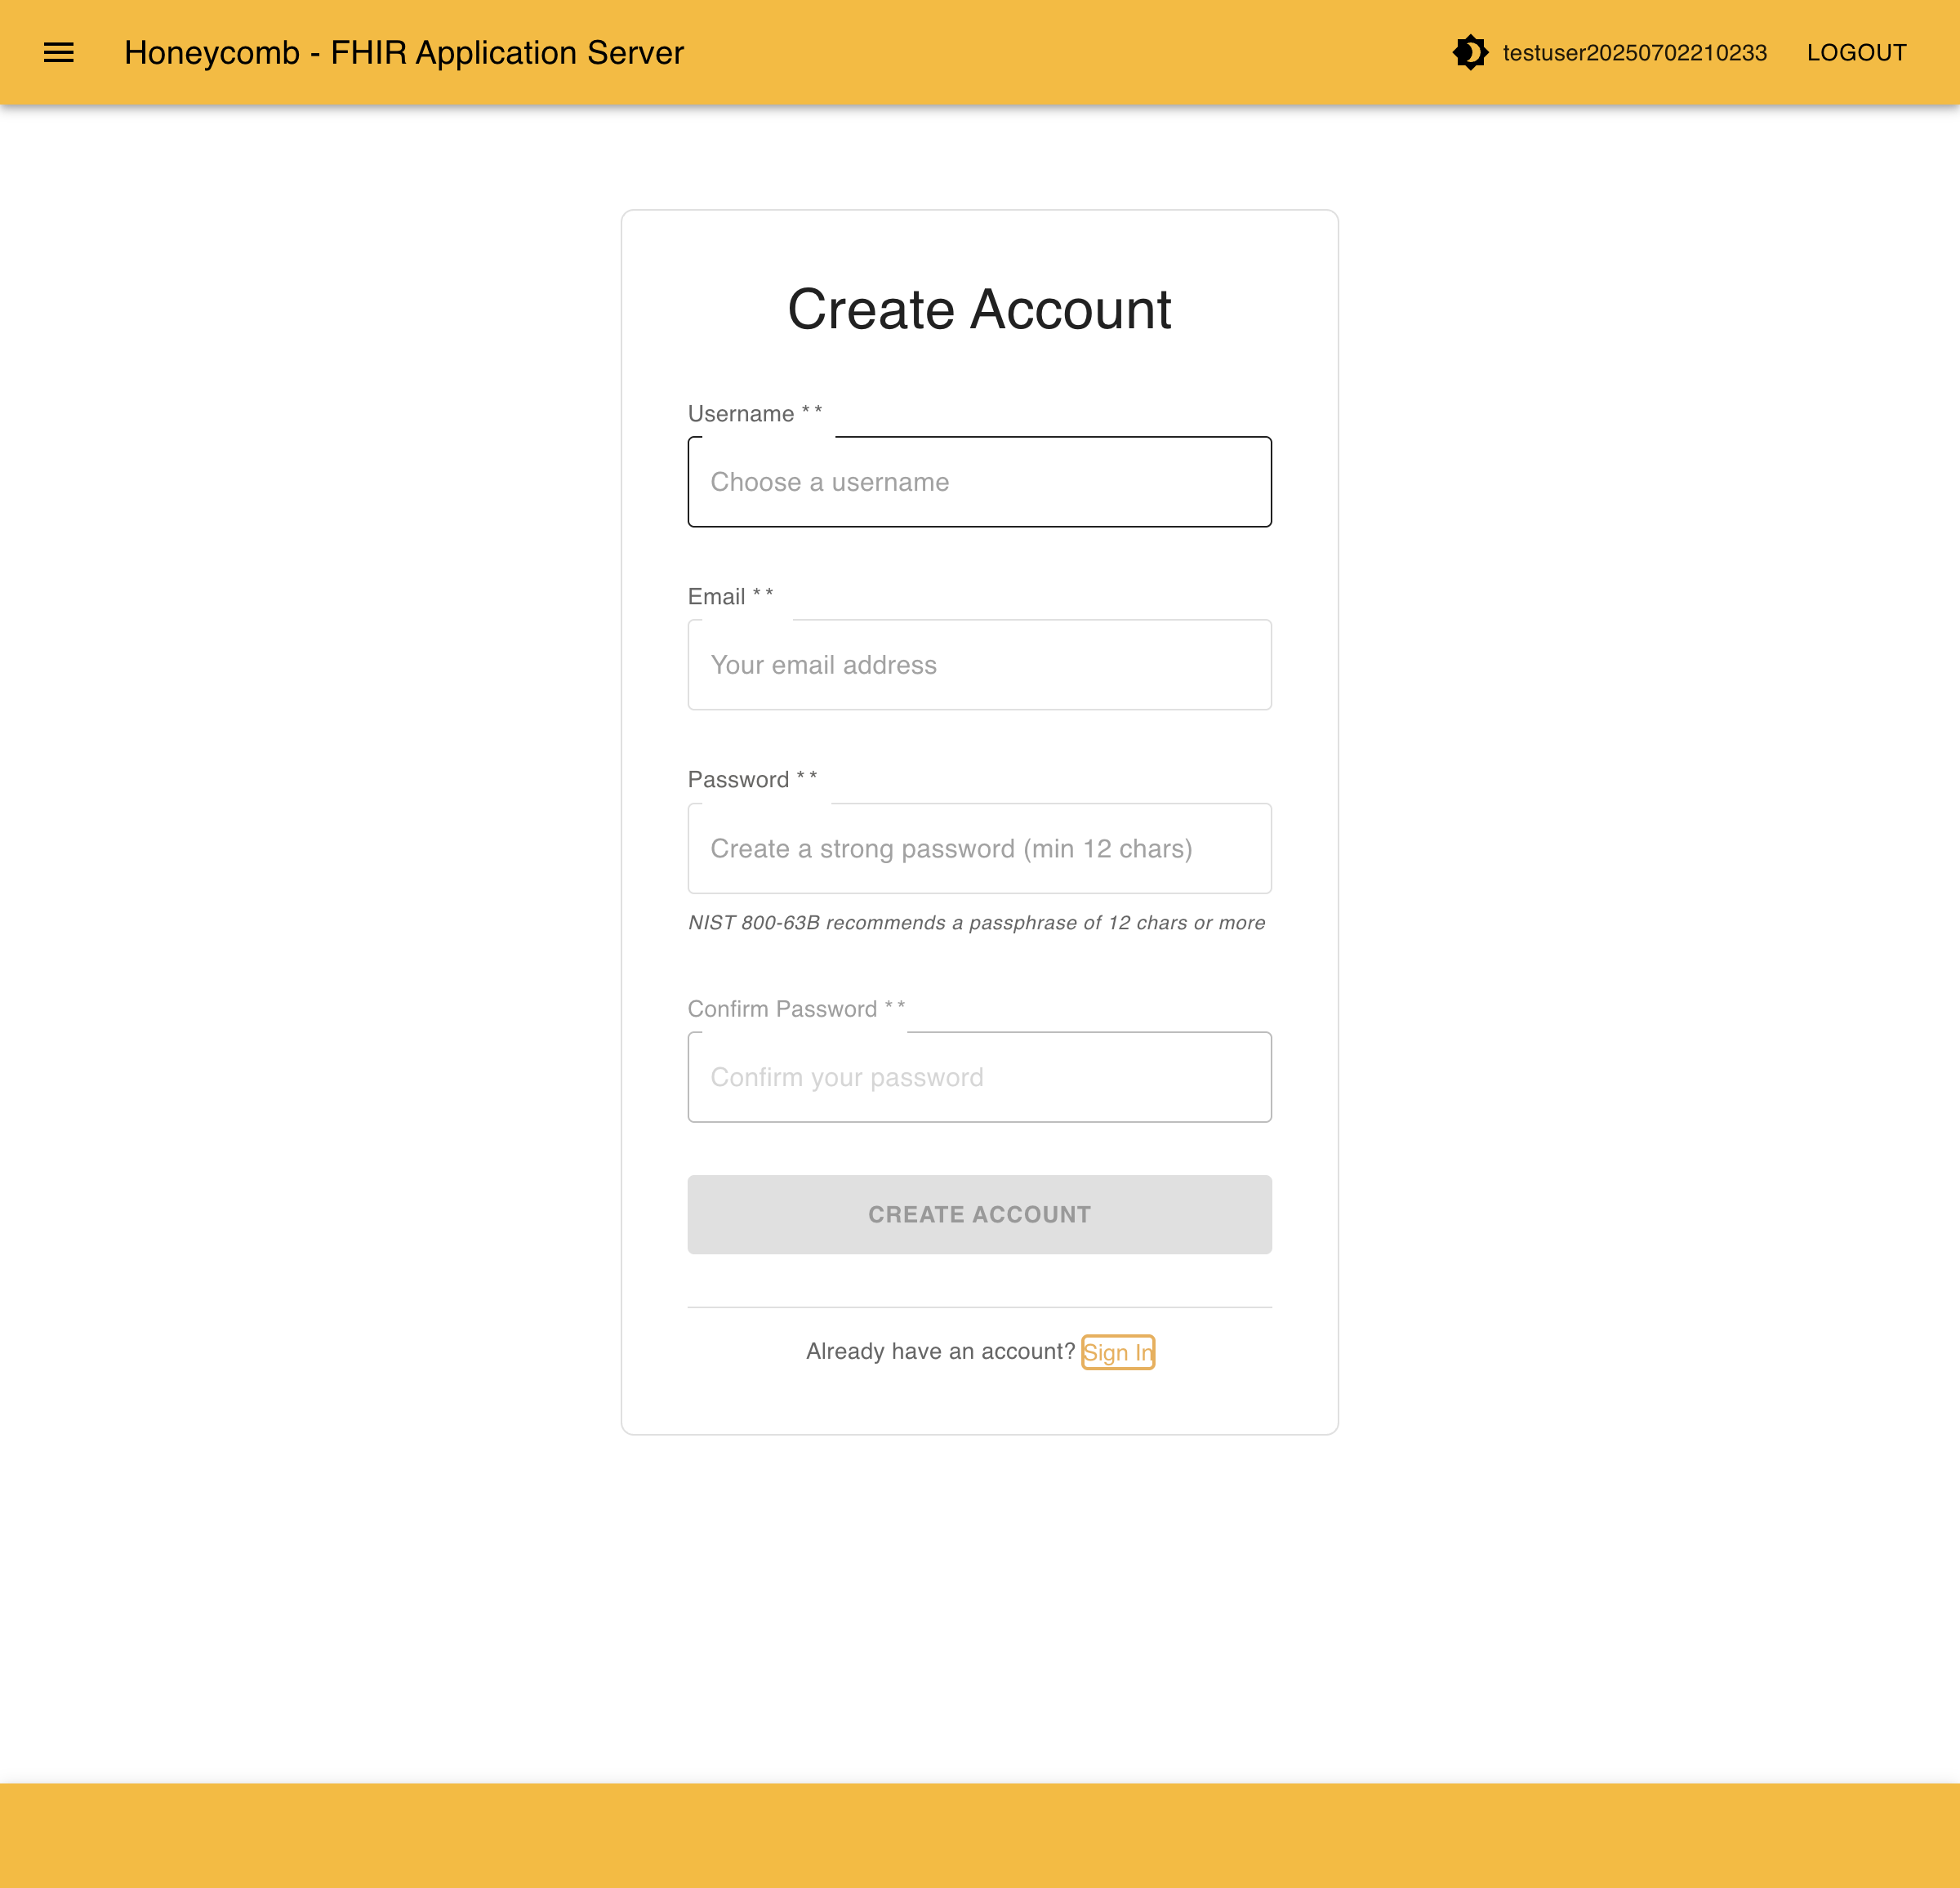 Honeycomb - FHIR Application Server
testuser20250702210233
LOGOUT
Create Account
Username * *
Choose a username
Email * *
Your email address
Password * *
Create a strong password (min 12 chars)
NIST 800-63B recommends a passphrase of 12 chars or more
Confirm Password * *
Confirm your password
CREATE ACCOUNT
Already have an account? Sign In